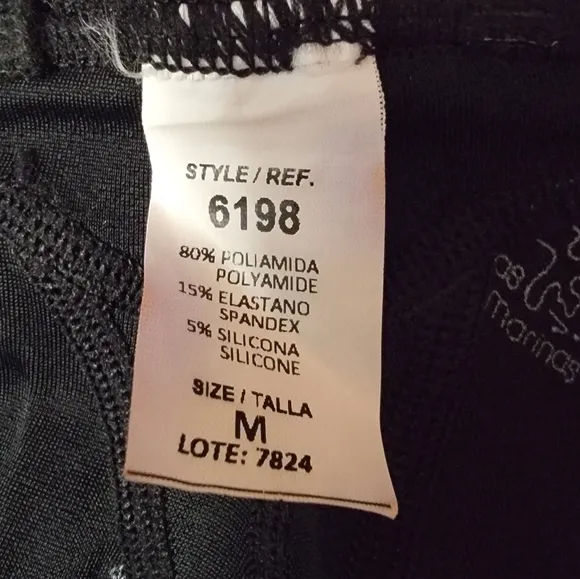 STYLE / REF.
6198
80% POLIAMIDA
POLYAMIDE
15% ELASTANO
SPANDEX
5% SILICONA
SILICONE
SIZE / TALLA
M
LOTE: 7824